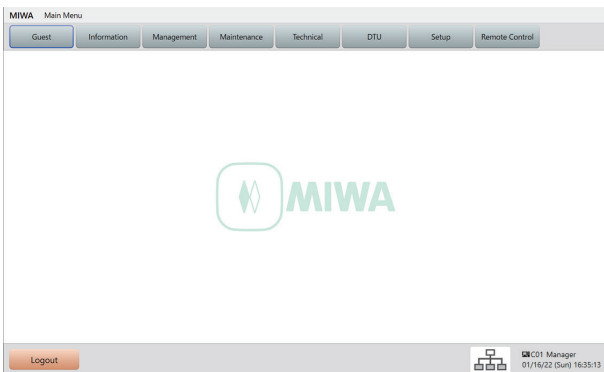 MIWA Main Menu
Guest Information Management Maintenance Technical DTU Setup Remote Control
MIWA
Logout
C01 Manager
01/16/22 (Sun) 16:35:13